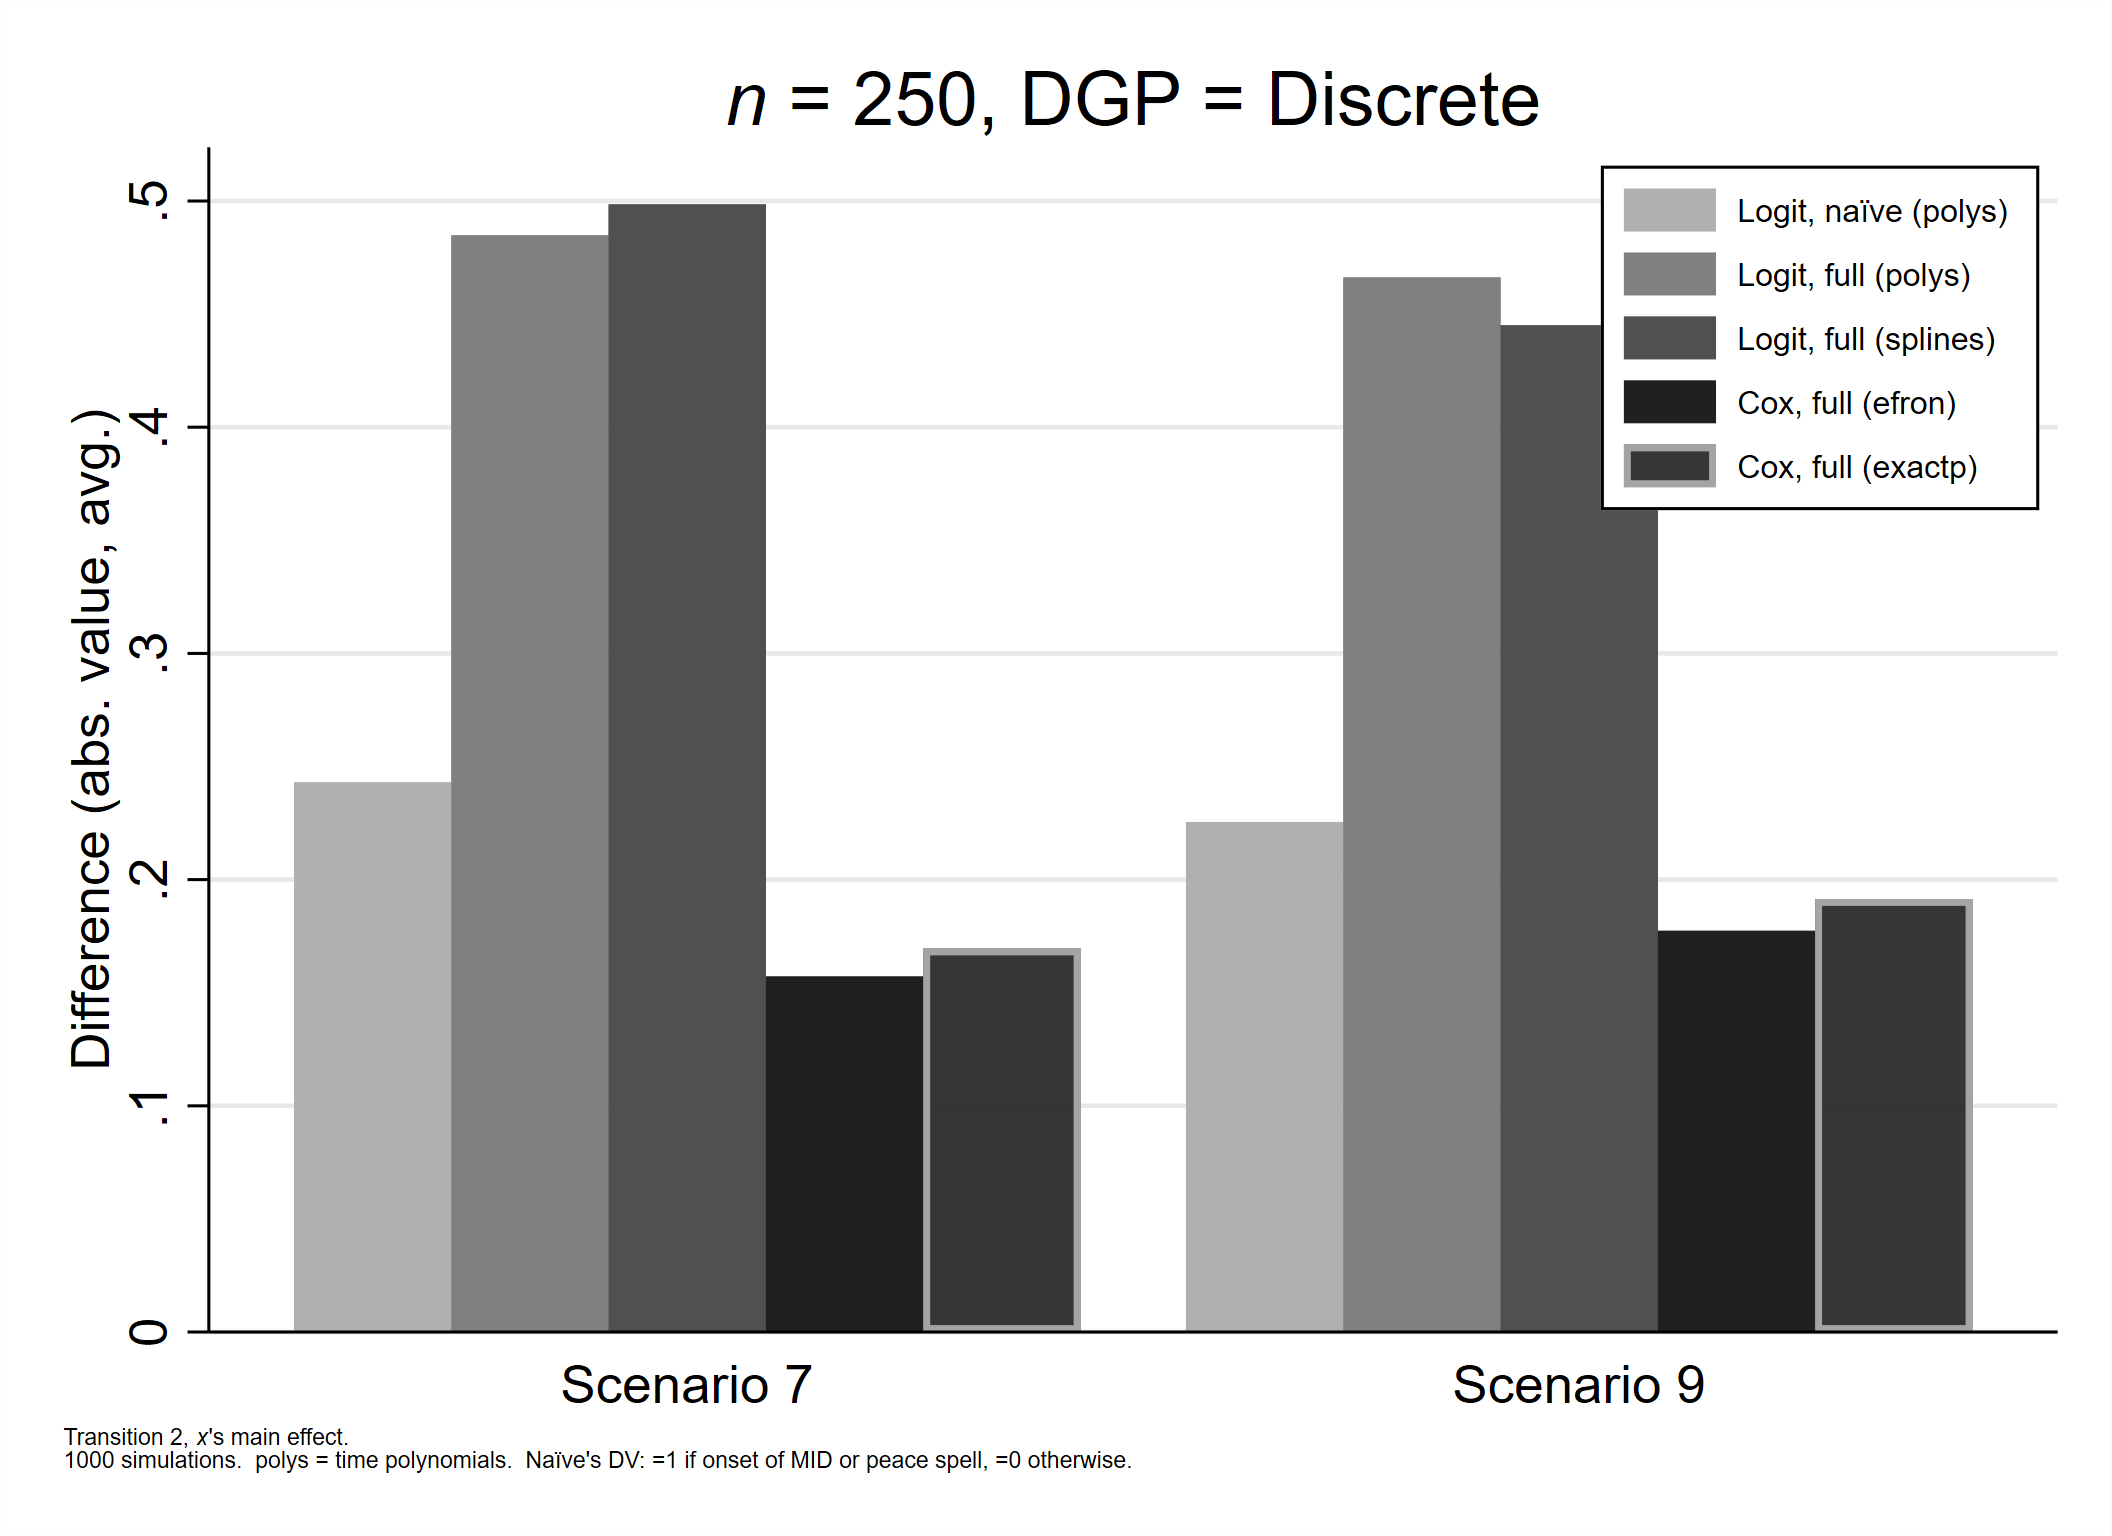 n = 250, DGP = Discrete
Difference (abs. value, avg.)
.5
.4
.3
.2
.1
0
Logit, naïve (polys)
Logit, full (polys)
Logit, full (splines)
Cox, full (efron)
Cox, full (exactp)
Scenario 7
Scenario 9
Transition 2, x's main effect.
1000 simulations.  polys = time polynomials.  Naïve's DV: =1 if onset of MID or peace spell, =0 otherwise.